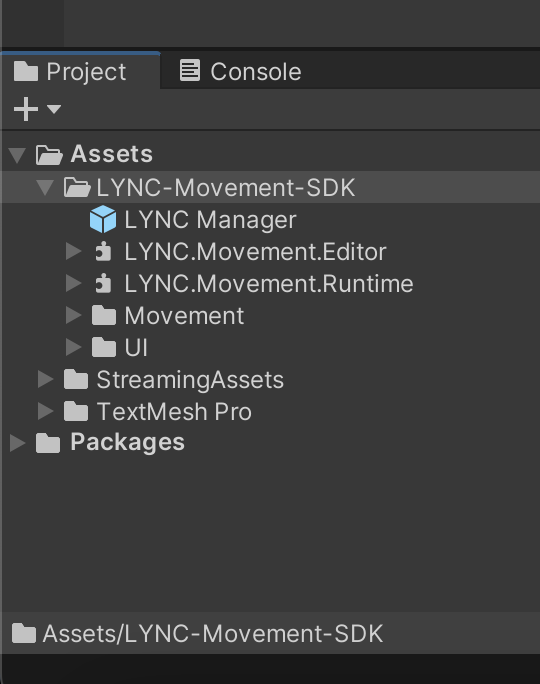 Project Console
Assets
LYNC-Movement-SDK
LYNC Manager
LYNC.Movement.Editor
LYNC.Movement.Runtime
Movement
UI
StreamingAssets
TextMesh Pro
Packages
Assets/LYNC-Movement-SDK